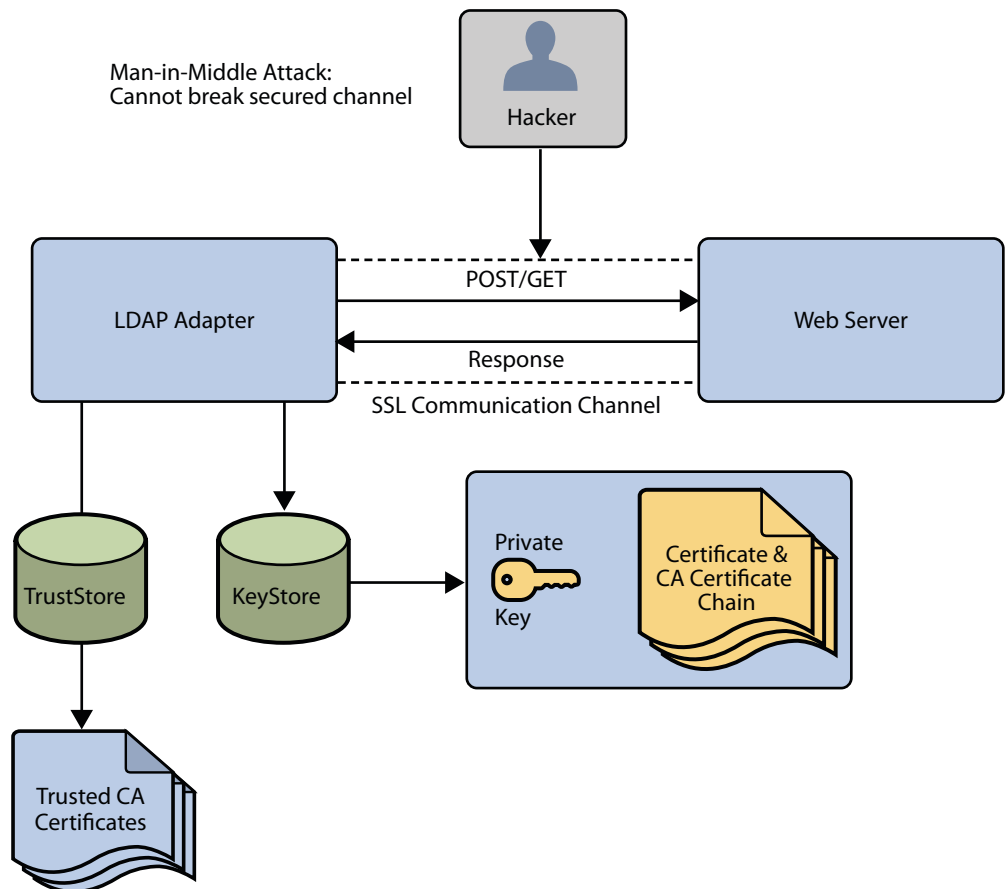 Man-in-Middle Attack:
Cannot break secured channel
Hacker
LDAP Adapter
POST/GET
Response
SSL Communication Channel
Web Server
TrustStore
KeyStore
Private
Key
Certificate &
CA Certificate
Chain
Trusted CA
Certificates